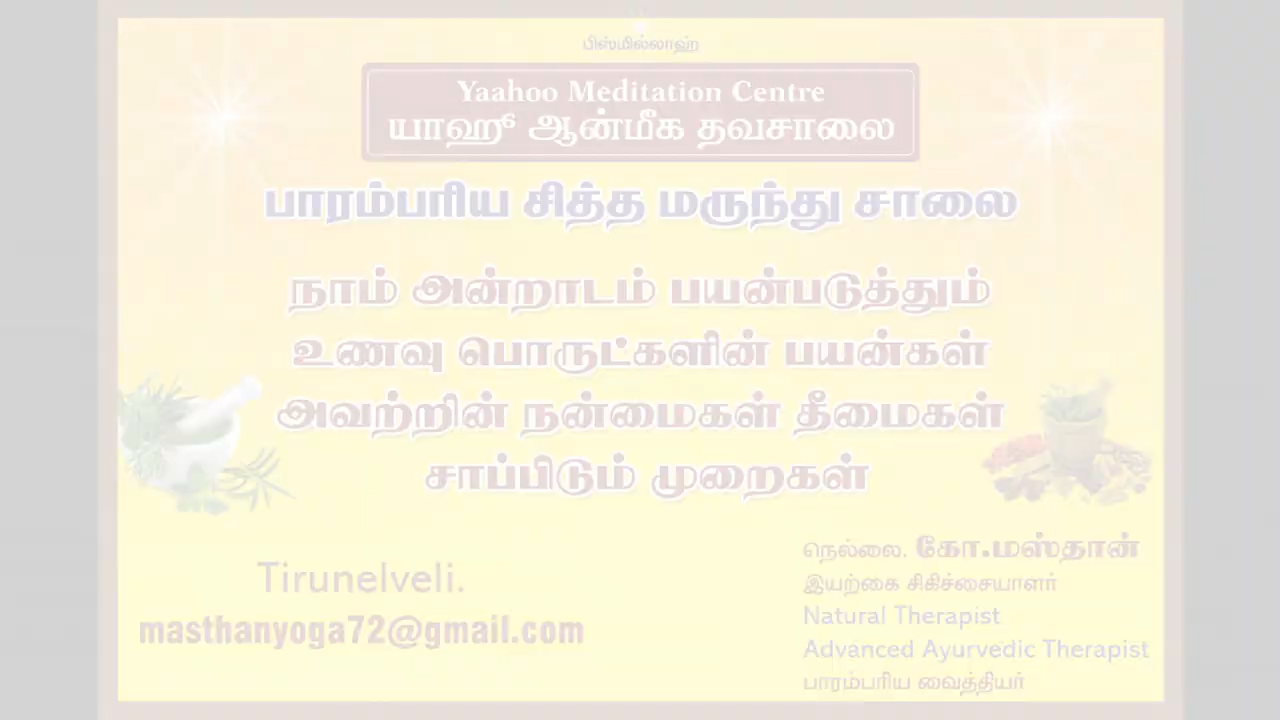 பிஸ்மில்லாஹ்
Yaahoo Meditation Centre
யாஹூ ஆன்மீக தவசாலை
பாரம்பரிய சித்த மருந்து சாலை
நாம் அன்றாடம் பயன்படுத்தும்
உணவு பொருட்களின் பயன்கள்
அவற்றின் நன்மைகள் தீமைகள்
சாப்பிடும் முறைகள்
Tirunelveli.
masthanyoga72@gmail.com
நெல்லை. கோ.மஸ்தான்
இயற்கை சிகிச்சையாளர்
Natural Therapist
Advanced Ayurvedic Therapist
பாரம்பரிய வைத்தியர்